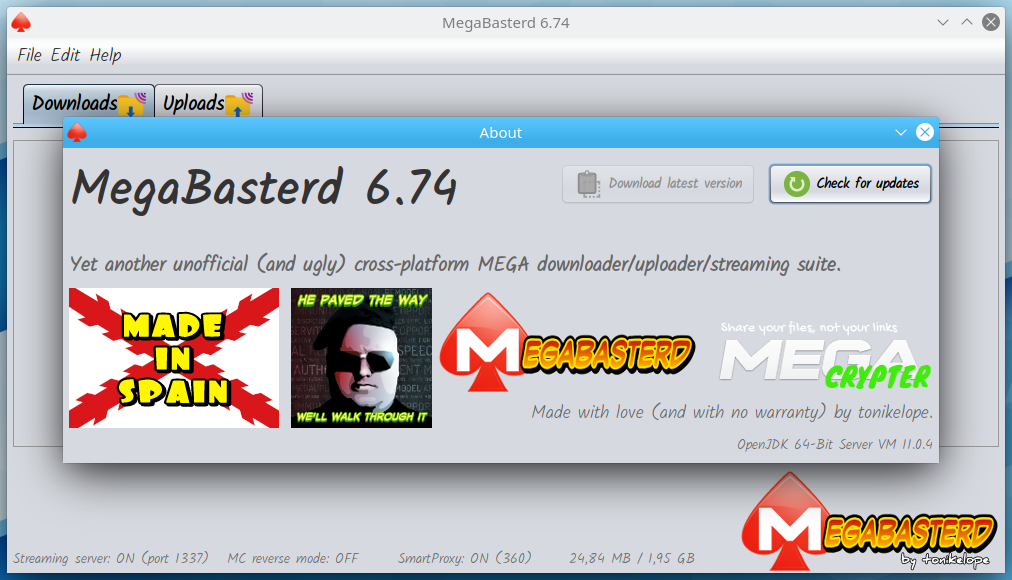 MegaBasterd 6.74
File Edit Help
Downloads Uploads
About
MegaBasterd 6.74
Download latest version
Check for updates
Yet another unofficial (and ugly) cross-platform MEGA downloader/uploader/streaming suite.
MADE
IN
SPAIN
HE PAVED THE WAY
WE'LL WALK THROUGH IT
MEGABASTERD
Share your files, not your links
MEGA
CRYPTER
Made with love (and with no warranty) by tonikelope.
OpenJDK 64-Bit Server VM 11.0.4
MEGABASTERD
by tonikelope
Streaming server: ON (port 1337) MC reverse mode: OFF SmartProxy: ON (360) 24,84 MB / 1,95 GB